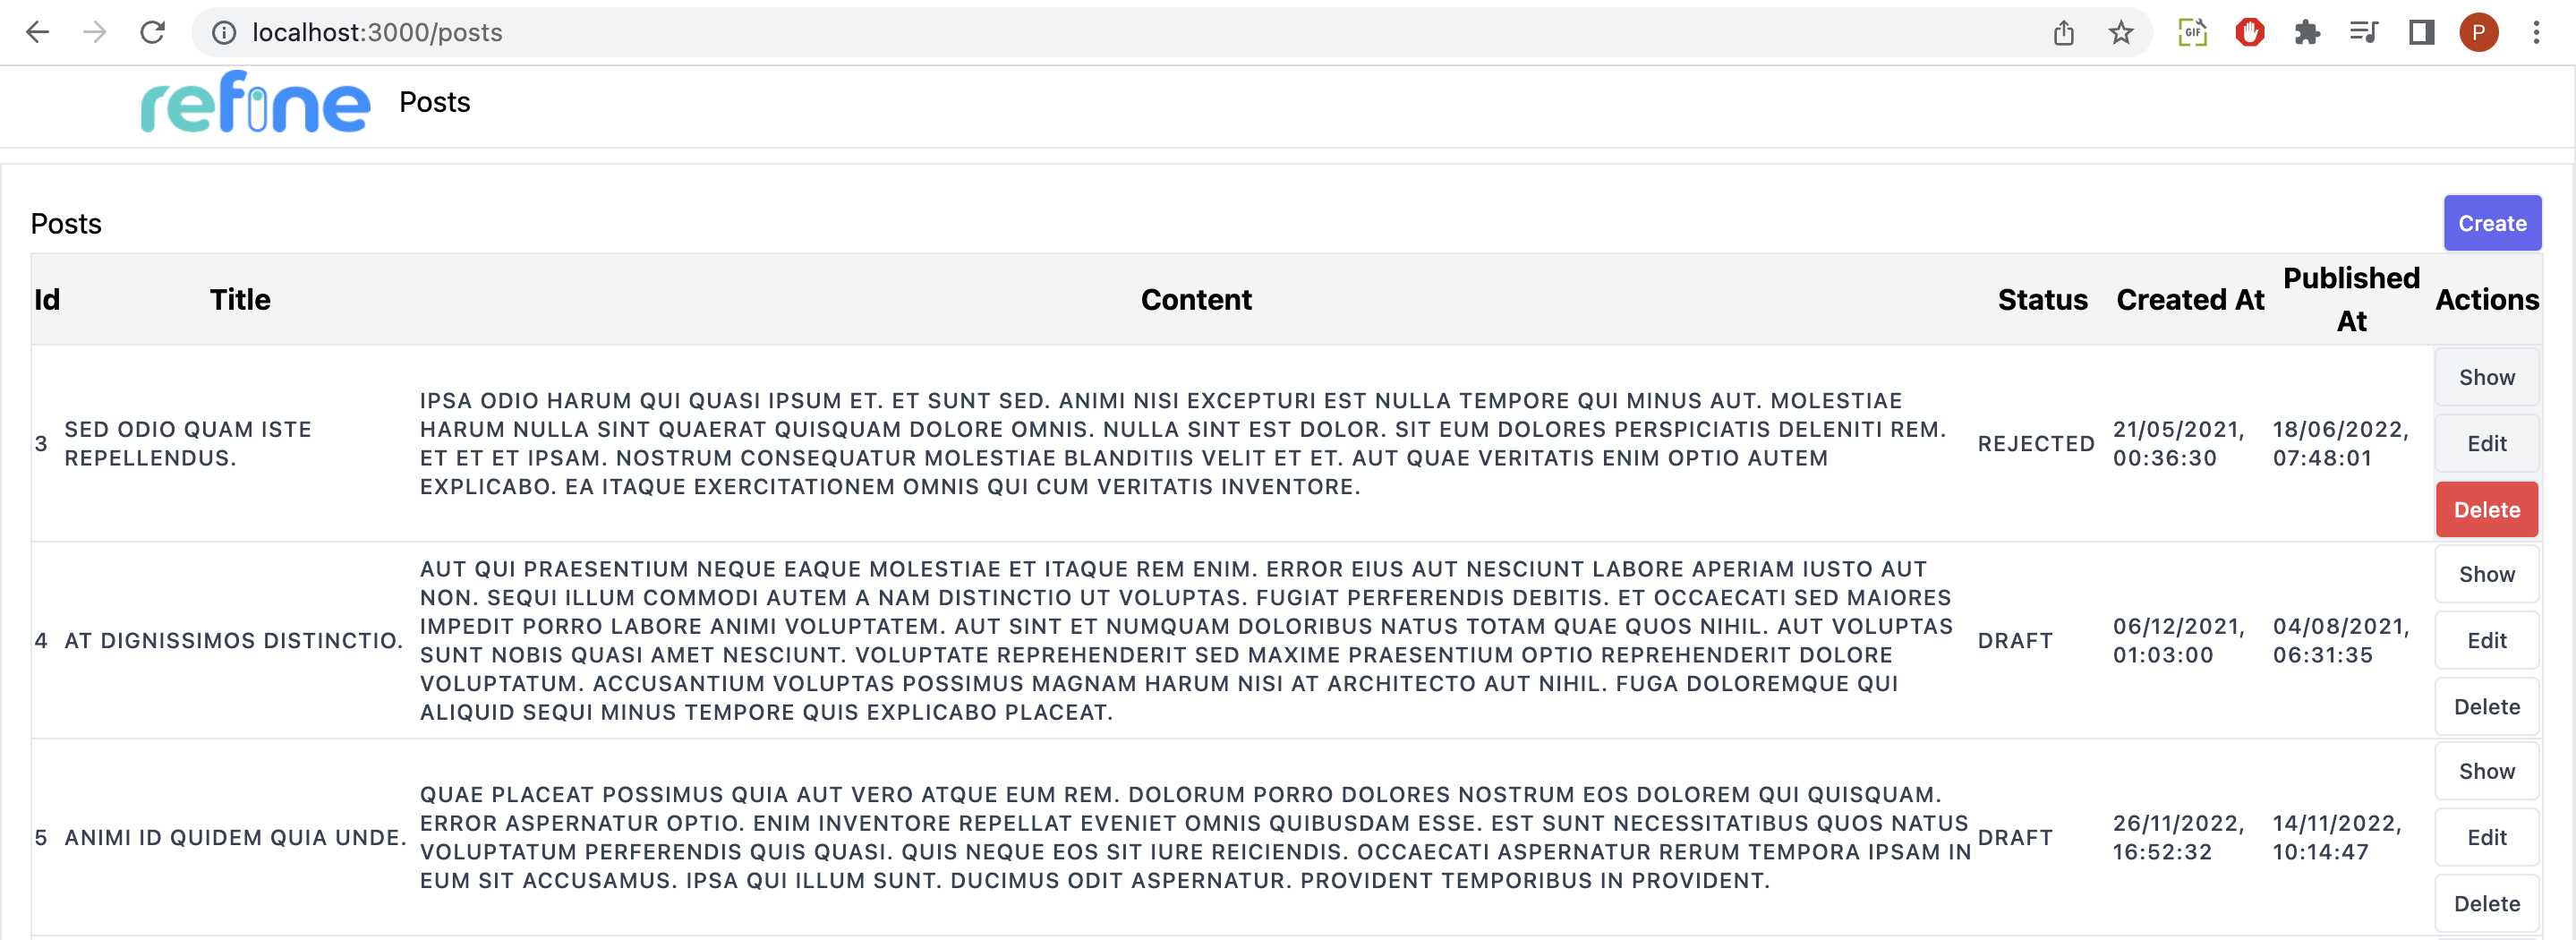 localhost:3000/posts
GIF
P
refine Posts
Posts
Create
Id Title Content Status Created At Published At Actions
3
SED ODIO QUAM ISTE
REPELLENDUS.
IPSA ODIO HARUM QUI QUASI IPSUM ET. ET SUNT SED. ANIMI NISI EXCEPTURI EST NULLA TEMPORE QUI MINUS AUT. MOLESTIAE
HARUM NULLA SINT QUAERAT QUISQUAM DOLORE OMNIS. NULLA SINT EST DOLOR. SIT EUM DOLORES PERSPICIATIS DELENITI REM.
ET ET ET IPSAM. NOSTRUM CONSEQUATUR MOLESTIAE BLANDITIIS VELIT ET ET. AUT QUAE VERITATIS ENIM OPTIO AUTEM
EXPLICABO. EA ITAQUE EXERCITATIONEM OMNIS QUI CUM VERITATIS INVENTORE.
REJECTED
21/05/2021,
00:36:30
18/06/2022,
07:48:01
Show
Edit
Delete
4
AT DIGNISSIMOS DISTINCTIO.
AUT QUI PRAESENTIUM NEQUE EAQUE MOLESTIAE ET ITAQUE REM ENIM. ERROR EIUS AUT NESCIUNT LABORE APERIAM IUSTO AUT
NON. SEQUI ILLUM COMMODI AUTEM A NAM DISTINCTIO UT VOLUPTAS. FUGIAT PERFERENDIS DEBITIS. ET OCCAECATI SED MAIORES
IMPEDIT PORRO LABORE ANIMI VOLUPTATEM. AUT SINT ET NUMQUAM DOLORIBUS NATUS TOTAM QUAE QUOS NIHIL. AUT VOLUPTAS
SUNT NOBIS QUASI AMET NESCIUNT. VOLUPTATE REPREHENDERIT SED MAXIME PRAESENTIUM OPTIO REPREHENDERIT DOLORE
VOLUPTATUM. ACCUSANTIUM VOLUPTAS POSSIMUS MAGNAM HARUM NISI AT ARCHITECTO AUT NIHIL. FUGA DOLOREMQUE QUI
ALIQUID SEQUI MINUS TEMPORE QUIS EXPLICABO PLACEAT.
DRAFT
06/12/2021,
01:03:00
04/08/2021,
06:31:35
Show
Edit
Delete
5
ANIMI ID QUIDEM QUIA UNDE.
QUAE PLACEAT POSSIMUS QUIA AUT VERO ATQUE EUM REM. DOLORUM PORRO DOLORES NOSTRUM EOS DOLOREM QUI QUISQUAM.
ERROR ASPERNATUR OPTIO. ENIM INVENTORE REPELLAT EVENIET OMNIS QUIBUSDAM ESSE. EST SUNT NECESSITATIBUS QUOS NATUS
VOLUPTATUM PERFERENDIS QUIS QUASI. QUIS NEQUE EOS SIT IURE REICIENDIS. OCCAECATI ASPERNATUR RERUM TEMPORA IPSAM IN
EUM SIT ACCUSAMUS. IPSA QUI ILLUM SUNT. DUCIMUS ODIT ASPERNATUR. PROVIDENT TEMPORIBUS IN PROVIDENT.
DRAFT
26/11/2022,
16:52:32
14/11/2022,
10:14:47
Show
Edit
Delete